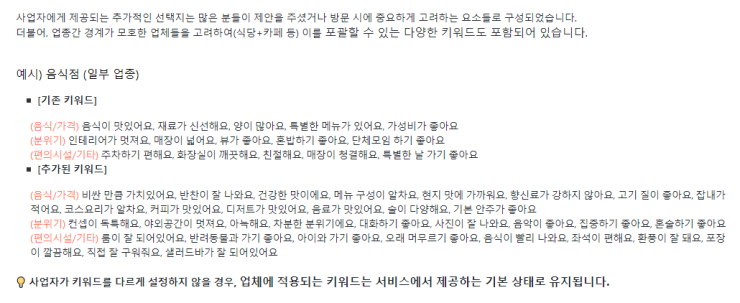 사업자에게 제공되는 추가적인 선택지는 많은 분들이 제안을 주셨거나 방문 시에 중요하게 고려하는 요소들로 구성되었습니다.
더불어, 업종간 경계가 모호한 업체들을 고려하여(식당+카페 등) 이를 포괄할 수 있는 다양한 키워드도 포함되어 있습니다.
예시) 음식점 (일부 업종)
▪ [기존 키워드]
(음식/가격) 음식이 맛있어요, 재료가 신선해요, 양이 많아요, 특별한 메뉴가 있어요, 가성비가 좋아요
(분위기) 인테리어가 멋져요, 매장이 넓어요, 뷰가 좋아요, 혼밥하기 좋아요, 단체모임 하기 좋아요
(편의시설/기타) 주차하기 편해요, 화장실이 깨끗해요, 친절해요, 매장이 청결해요, 특별한 날 가기 좋아요
▪ [추가된 키워드]
(음식/가격) 비싼 만큼 가치있어요, 반찬이 잘 나와요, 건강한 맛이에요, 메뉴 구성이 알차요, 현지 맛에 가까워요, 향신료가 강하지 않아요, 고기 질이 좋아요, 잡내가
적어요, 코스요리가 알차요, 커피가 맛있어요, 디저트가 맛있어요, 음료가 맛있어요, 술이 다양해요, 기본 안주가 좋아요
(분위기) 컨셉이 독특해요, 야외공간이 멋져요, 아늑해요, 차분한 분위기에요, 대화하기 좋아요, 사진이 잘 나와요, 음악이 좋아요, 집중하기 좋아요, 혼술하기 좋아요
(편의시설/기타) 룸이 잘 되어있어요, 반려동물과 가기 좋아요, 아이와 가기 좋아요, 오래 머무르기 좋아요, 음식이 빨리 나와요, 좌석이 편해요, 환풍이 잘 돼요, 포장
이 깔끔해요, 직접 잘 구워줘요, 샐러드바가 잘 되어있어요
💡 사업자가 키워드를 다르게 설정하지 않을 경우, 업체에 적용되는 키워드는 서비스에서 제공하는 기본 상태로 유지됩니다.